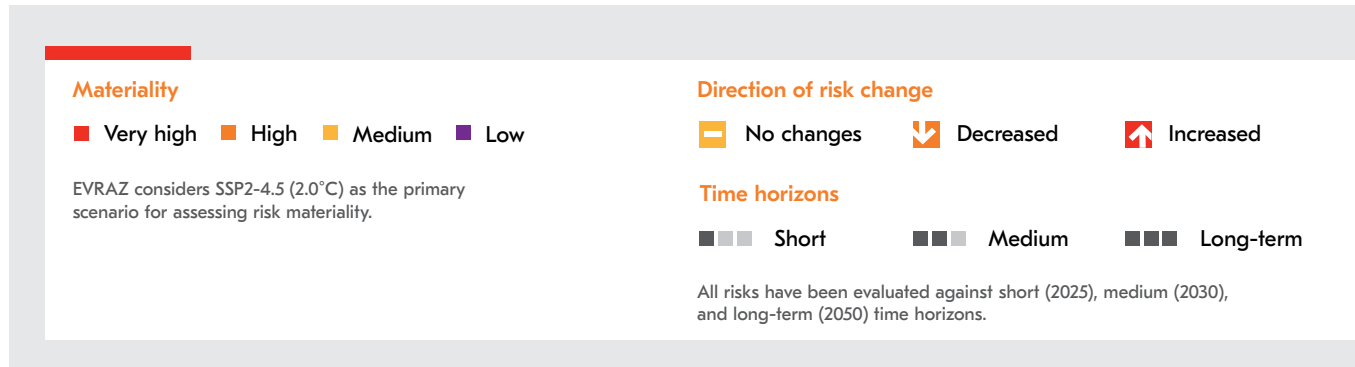 Materiality
Very high High Medium Low
EVRAZ considers SSP2-4.5 (2.0°C) as the primary
scenario for assessing risk materiality.
Direction of risk change
No changes Decreased Increased
Time horizons
Short Medium Long-term
All risks have been evaluated against short (2025), medium (2030),
and long-term (2050) time horizons.